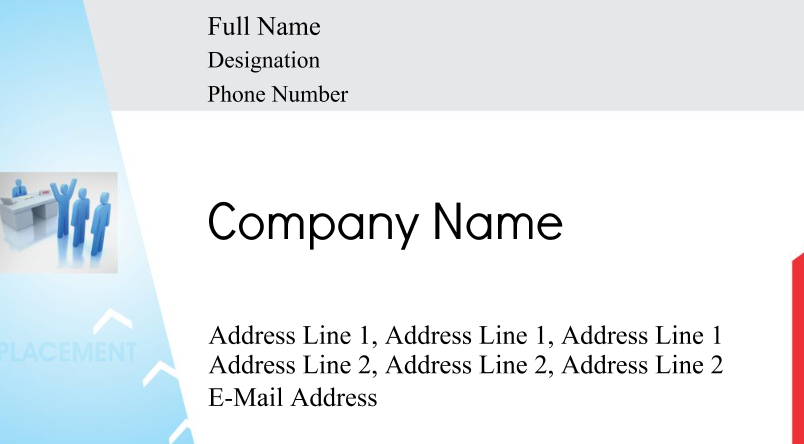 Full Name
Designation
Phone Number
Company Name
PLACEMENT
Address Line 1, Address Line 1, Address Line 1
Address Line 2, Address Line 2, Address Line 2
E-Mail Address